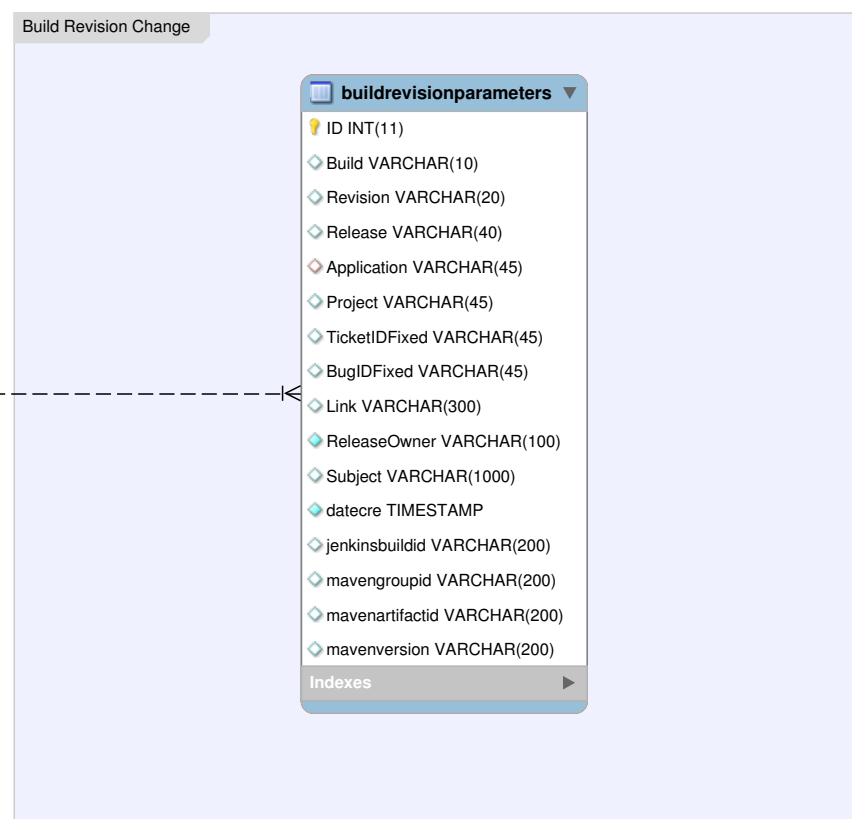 Build Revision Change
buildrevisionparameters
ID INT(11)
Build VARCHAR(10)
Revision VARCHAR(20)
Release VARCHAR(40)
Application VARCHAR(45)
Project VARCHAR(45)
TicketIDFixed VARCHAR(45)
BugIDFixed VARCHAR(45)
Link VARCHAR(300)
ReleaseOwner VARCHAR(100)
Subject VARCHAR(1000)
datecre TIMESTAMP
jenkinsbuildid VARCHAR(200)
mavengroupid VARCHAR(200)
mavenartifactid VARCHAR(200)
mavenversion VARCHAR(200)
Indexes